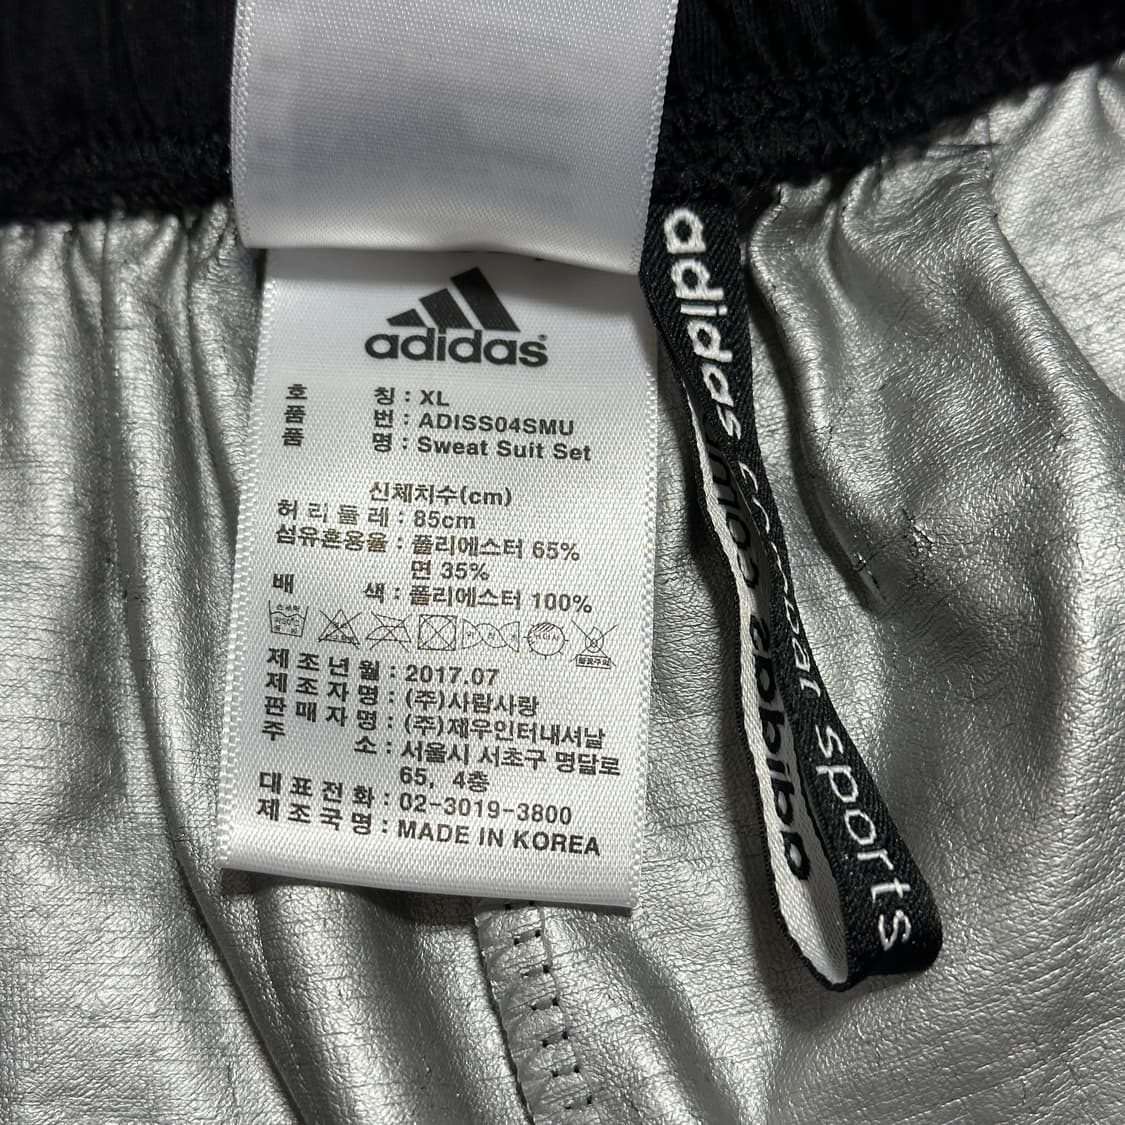 adidas
호 칭 : XL
품 번 : ADISS04SMU
품 명 : Sweat Suit Set
신체치수(cm)
허리둘레 : 85cm
섬유혼용율 : 폴리에스터 65%
면 35%
배 색 : 폴리에스터 100%
제조년월 : 2017.07
제조자명 : (주)사람사랑
판매자명 : (주)제우인터내셔날
주 소 : 서울시 서초구 명달로
65, 4층
대표전화 : 02-3019-3800
제조국명 : MADE IN KOREA
adidas combat sports
adidas combat